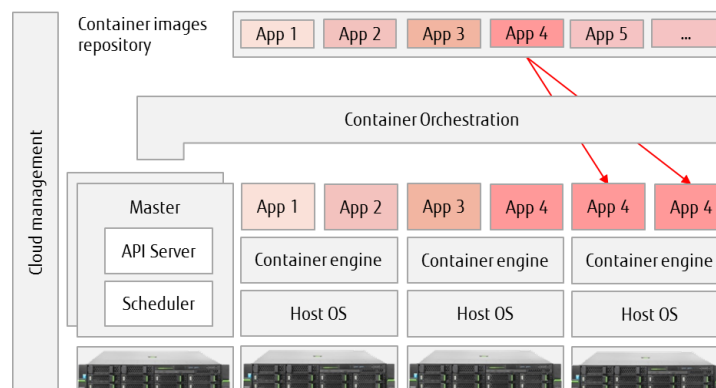 Container images
repository
App 1
App 2
App 3
App 4
App 5
...
Container Orchestration
Cloud management
Master
API Server
Scheduler
App 1
App 2
App 3
App 4
App 4
App 4
Container engine
Container engine
Container engine
Host OS
Host OS
Host OS